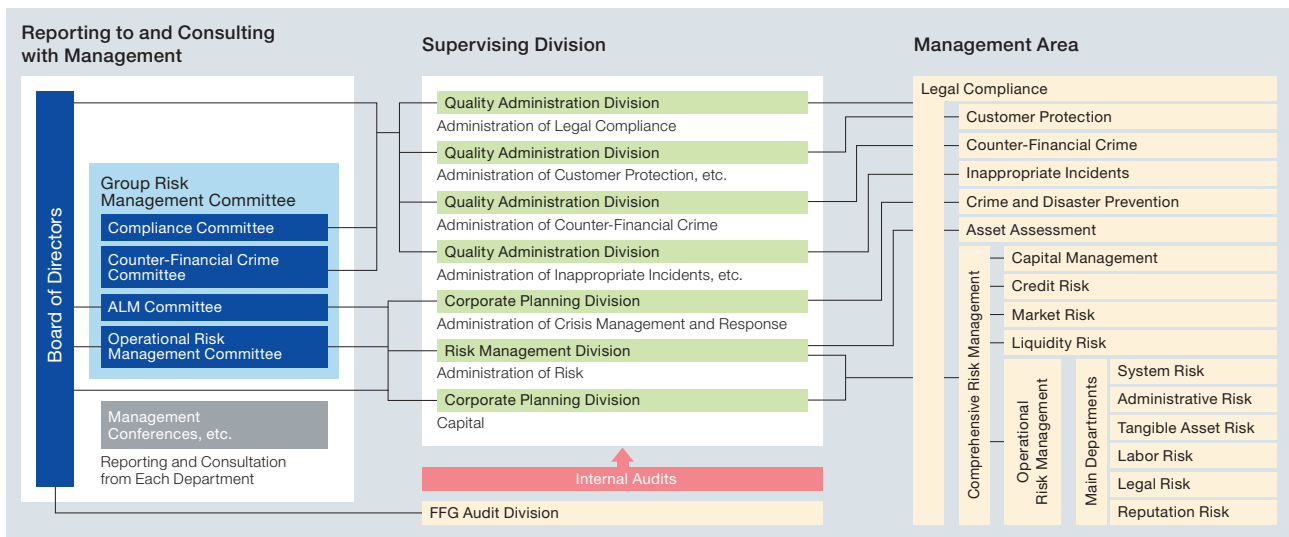 Reporting to and Consulting
with Management
Board of Directors
Group Risk
Management Committee
Compliance Committee
Counter-Financial Crime
Committee
ALM Committee
Operational Risk
Management Committee
Management
Conferences, etc.
Reporting and Consultation
from Each Department
Supervising Division
Quality Administration Division
Administration of Legal Compliance
Quality Administration Division
Administration of Customer Protection, etc.
Quality Administration Division
Administration of Counter-Financial Crime
Quality Administration Division
Administration of Inappropriate Incidents, etc.
Corporate Planning Division
Administration of Crisis Management and Response
Risk Management Division
Administration of Risk
Corporate Planning Division
Capital
Internal Audits
FFG Audit Division
Management Area
Legal Compliance
Customer Protection
Counter-Financial Crime
Inappropriate Incidents
Crime and Disaster Prevention
Asset Assessment
Comprehensive Risk Management
Capital Management
Credit Risk
Market Risk
Liquidity Risk
Operational
Risk Management
Main Departments
System Risk
Administrative Risk
Tangible Asset Risk
Labor Risk
Legal Risk
Reputation Risk